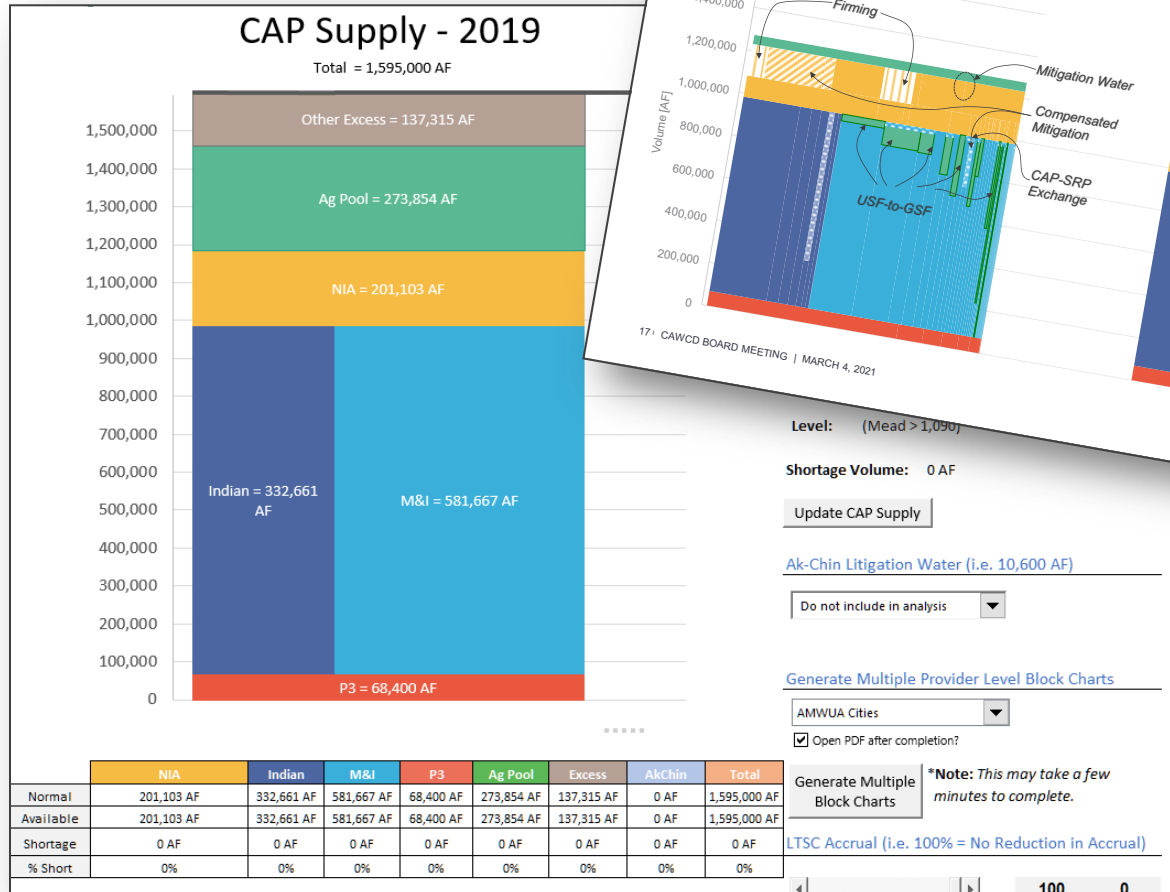 CAP Supply - 2019
Total = 1,595,000 AF
1,500,000
1,400,000
1,300,000
1,200,000
1,100,000
1,000,000
900,000
800,000
700,000
600,000
500,000
400,000
300,000
200,000
100,000
0
Other Excess = 137,315 AF
Ag Pool = 273,854 AF
NIA = 201,103 AF
Indian = 332,661
AF
M&I = 581,667 AF
P3 = 68,400 AF
Firming
1,200,000
1,000,000
800,000
600,000
400,000
200,000
0
Volume [AF]
Mitigation Water
Compensated
Mitigation
CAP-SRP
Exchange
USF-to-GSF
17 CAWCD BOARD MEETING | MARCH 4, 2021
Level: (Mead > 1,090)
Shortage Volume: 0 AF
Update CAP Supply
Ak-Chin Litigation Water (i.e. 10,600 AF)
Do not include in analysis
Generate Multiple Provider Level Block Charts
AMWUA Cities
Open PDF after completion?
Generate Multiple
Block Charts
*Note: This may take a few
minutes to complete.
LTSC Accrual (i.e. 100% = No Reduction in Accrual)
100 0
NIA Indian M&I P3 Ag Pool Excess AkChin Total
Normal 201,103 AF 332,661 AF 581,667 AF 68,400 AF 273,854 AF 137,315 AF 0 AF 1,595,000 AF
Available 201,103 AF 332,661 AF 581,667 AF 68,400 AF 273,854 AF 137,315 AF 0 AF 1,595,000 AF
Shortage 0 AF 0 AF 0 AF 0 AF 0 AF 0 AF 0 AF 0 AF
% Short 0% 0% 0% 0% 0% 0% 0% 0%